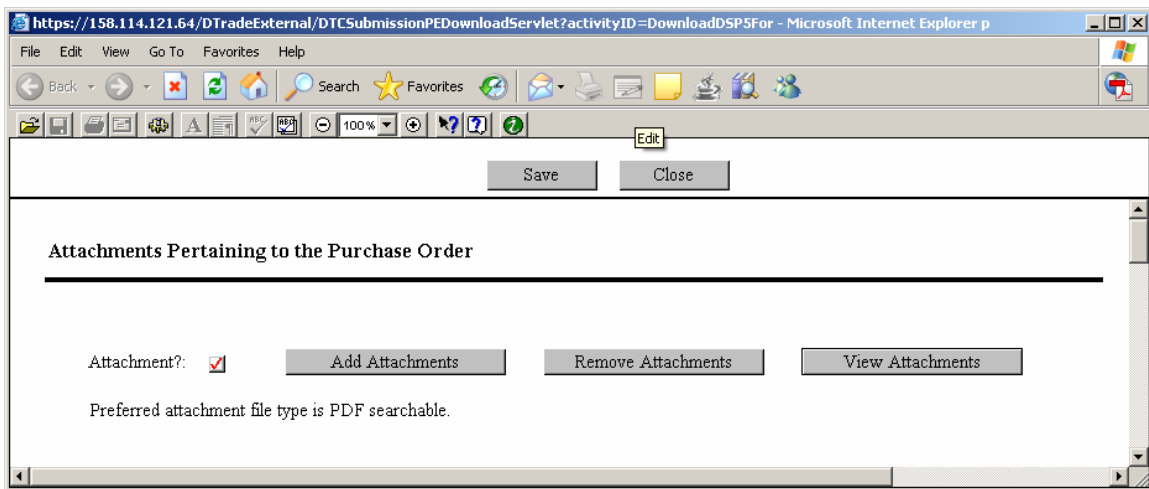 https://158.114.121.64/DTradeExternal/DTCSubmissionPEDownloadServlet?activityID=DownloadDSP5For - Microsoft Internet Explorer p
File Edit View Go To Favorites Help
Back Search Favorites
A ABC ABC 100% ? ?
Edit
Save Close
Attachments Pertaining to the Purchase Order
Attachment?: Add Attachments Remove Attachments View Attachments
Preferred attachment file type is PDF searchable.